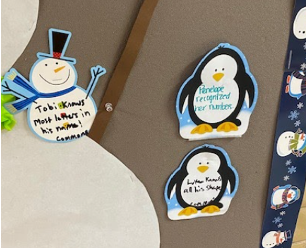 Tobi Knows
Most letters in
his name!
Penelope
recognized
her numbers
Knows
all his shapes